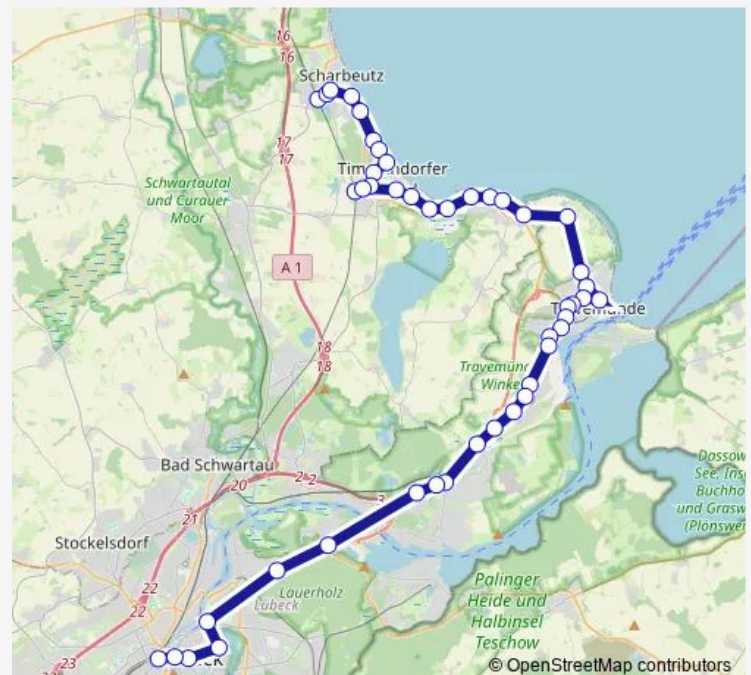 16
16
Scharbeutz
17
17
Schwartautal
und Curauer
Moor
A 1
18
18
Travemünde
Bad Schwartau
20
2 2
3
21
Stockelsdorf
22
22
Lauerholz
Lübeck
Palinger
Heide und
Halbinsel
Teschow
23
© OpenStreetMap contributors